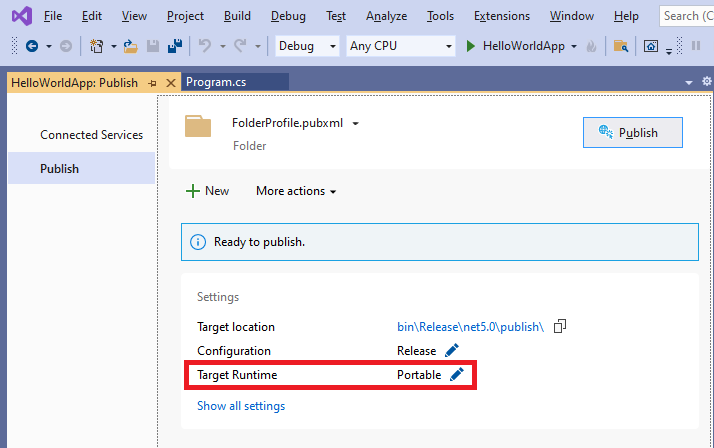 File Edit View Project Build Debug Test Analyze Tools Extensions Window Help Search (C
Debug Any CPU HelloWorldApp
HelloWorldApp: Publish Program.cs
Connected Services
Publish
FolderProfile.pubxml
Folder
Publish
New More actions
Ready to publish.
Settings
Target location bin\Release\net5.0\publish\
Configuration Release
Target Runtime Portable
Show all settings